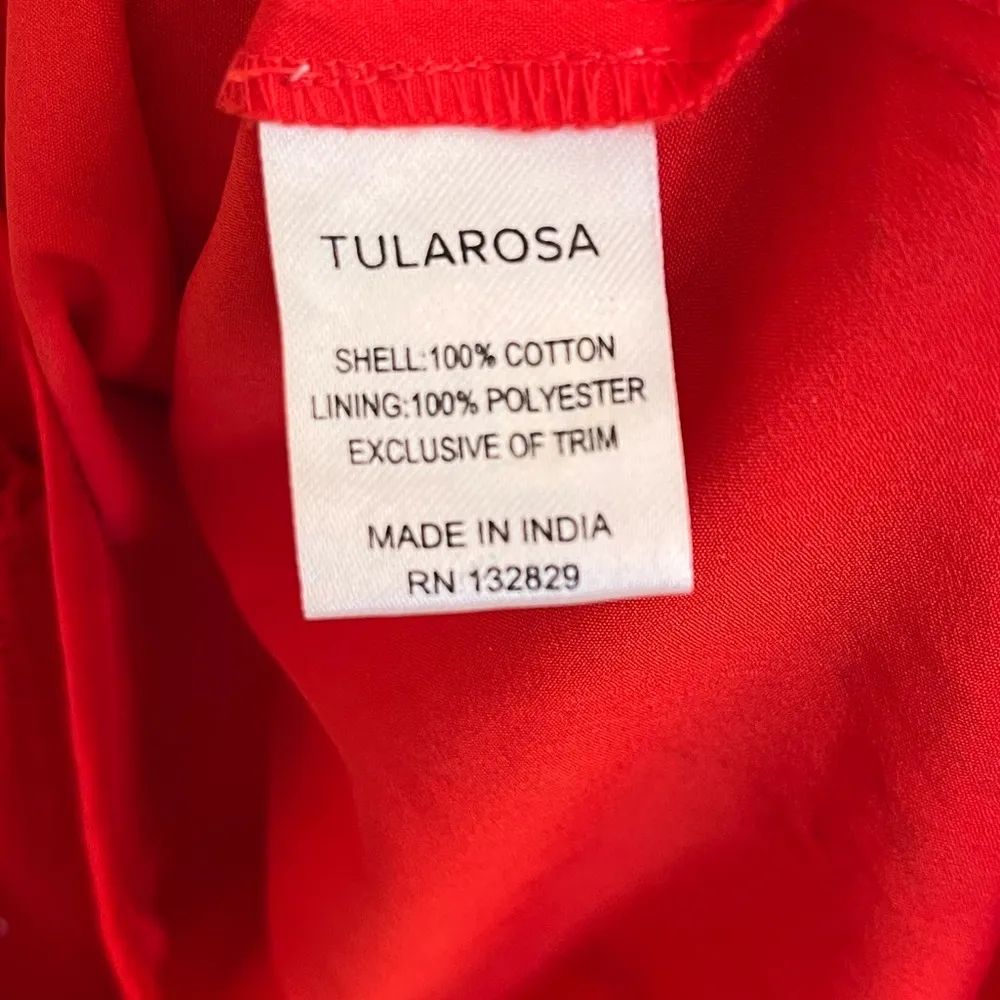 TULAROSA
SHELL:100% COTTON
LINING:100% POLYESTER
EXCLUSIVE OF TRIM
MADE IN INDIA
RN 132829